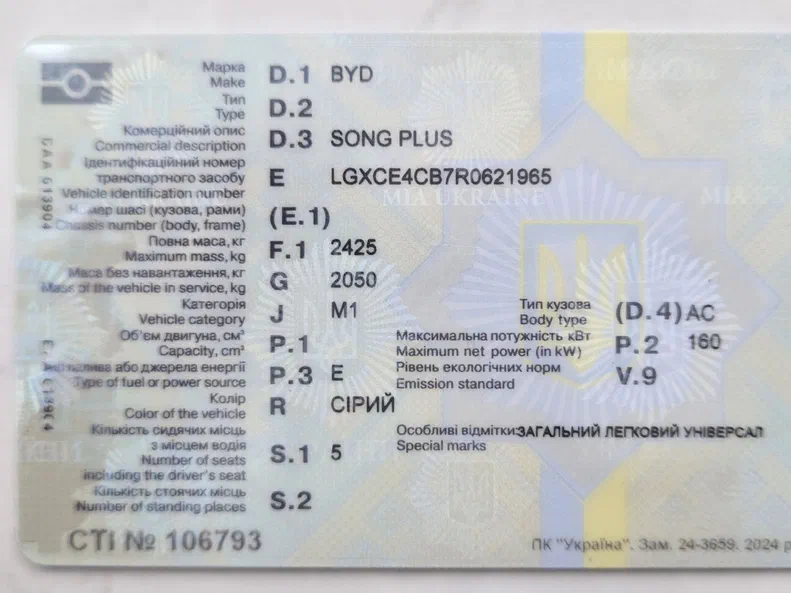 Марка
Make D.1 BYD
Тип
Type D.2
Комерційний опис
Commercial description D.3 SONG PLUS
Ідентифікаційний номер
транспортного засобу E LGXCE4CB7R0621965
Vehicle identification number
MIA UKRAINE
Номер шасі (кузова, рами)
Chassis number (body, frame) (E.1)
Повна маса, кг
Maximum mass, kg F.1 2425
Маса без навантаження, кг
Mass of the vehicle in service, kg G 2050
Категорія
Vehicle category J M1
Тип кузова
Body type (D.4) AC
Об'єм двигуна, см³
Capacity, cm³ P.1
Максимальна потужність кВт
Maximum net power (in kW) P.2 160
Тип палива або джерела енергії
Type of fuel or power source P.3 E
Рівень екологічних норм
Emission standard V.9
Колір
Color of the vehicle R СІРИЙ
Кількість сидячих місць
з місцем водія
Number of seats S.1 5
including the driver's seat
Особливі відмітки:ЗАГАЛЬНИЙ ЛЕГКОВИЙ УНІВЕРСАЛ
Special marks
Кількість стоячих місць
Number of standing places S.2
СТІ № 106793
ПК "Україна". Зам. 24-3659. 2024 р